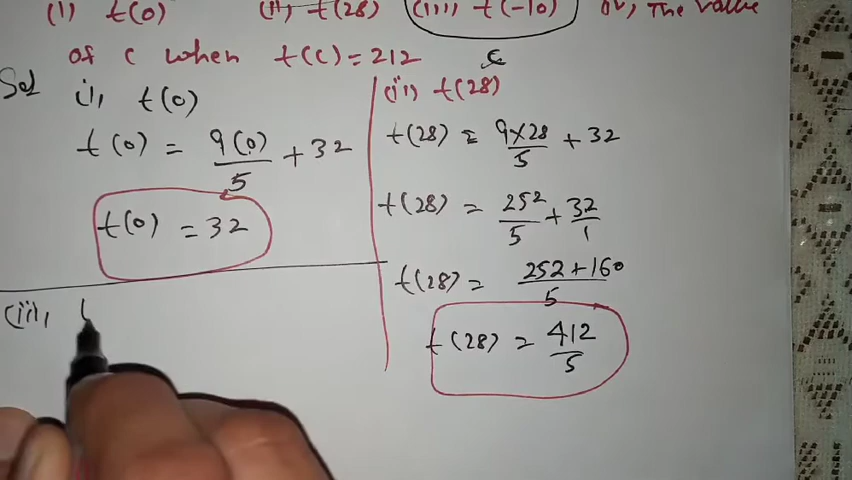 (i) t(0) (ii) t(28) (iii) t(-10) (iv) The value
of C when t(C) = 212
Sol i) t(0)
t(0) = 9(0)/5 + 32
t(0) = 32
(ii) t(28)
t(28) = 9×28/5 + 32
t(28) = 252/5 + 32/1
t(28) = 252+160/5
t(28) = 412/5
(iii),